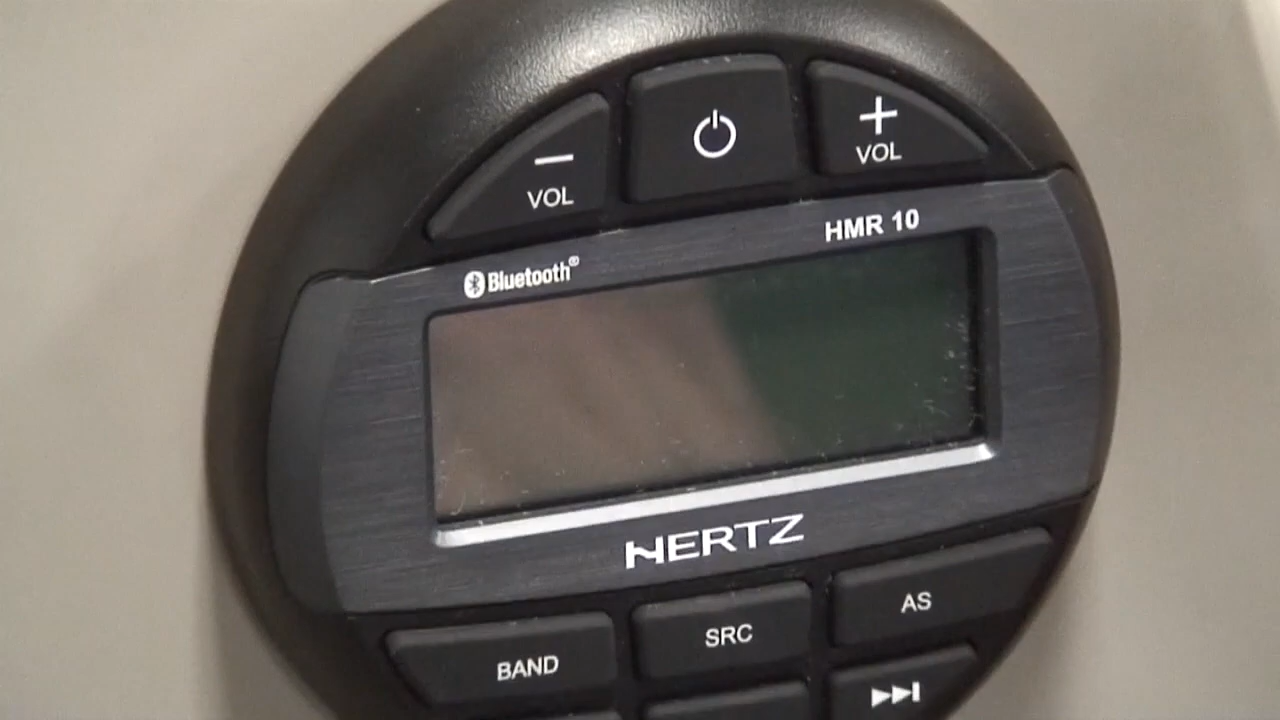 − VOL
+ VOL
HMR 10
Bluetooth®
HERTZ
BAND
SRC
AS